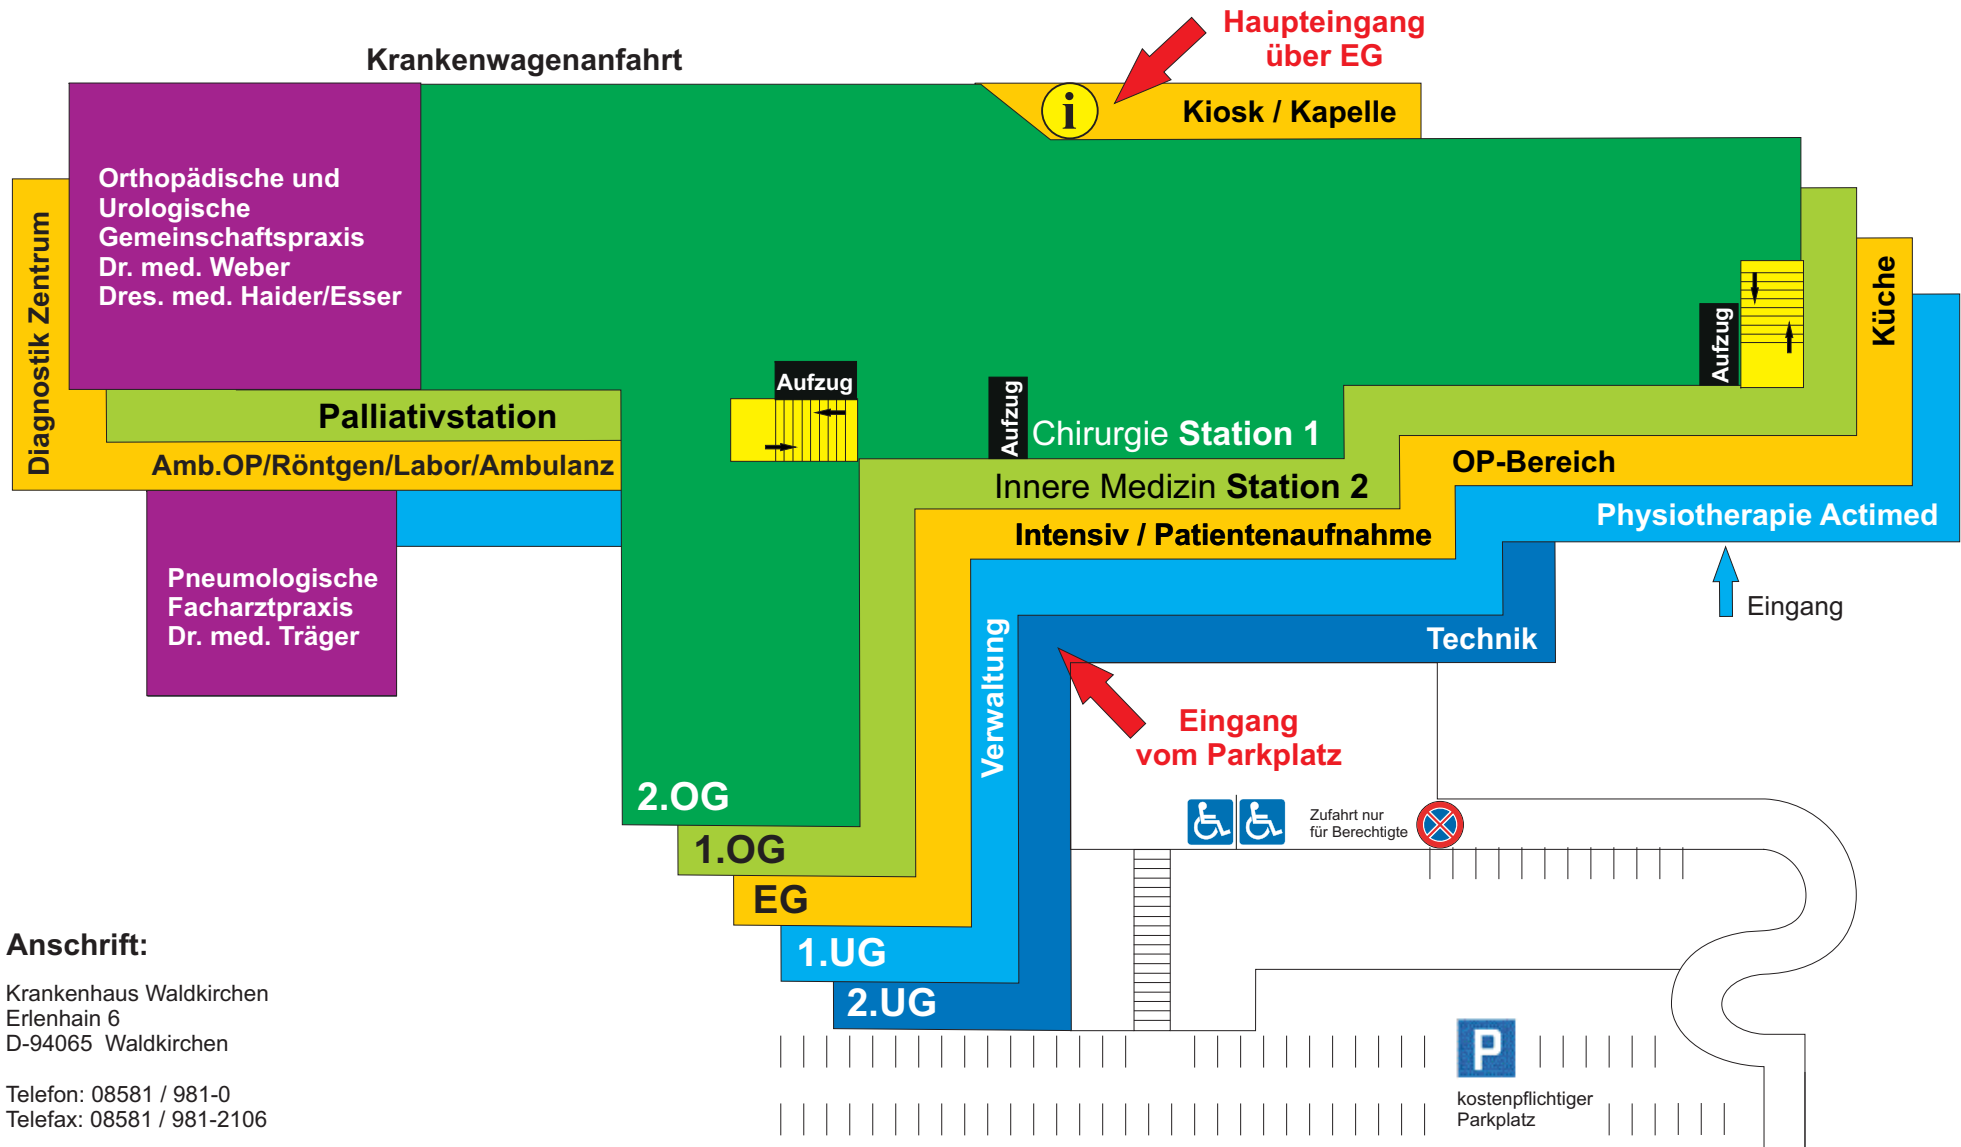 Haupteingang
über EG
Krankenwagenanfahrt
i
Kiosk / Kapelle
Orthopädische und
Urologische
Gemeinschaftspraxis
Dr. med. Weber
Dres. med. Haider/Esser
Diagnostik Zentrum
Küche
Aufzug
Aufzug
Aufzug
Palliativstation
Chirurgie Station 1
Amb.OP/Röntgen/Labor/Ambulanz
OP-Bereich
Innere Medizin Station 2
Physiotherapie Actimed
Intensiv / Patientenaufnahme
Pneumologische
Facharztpraxis
Dr. med. Träger
Eingang
Verwaltung
Technik
Eingang
vom Parkplatz
2.OG
Zufahrt nur
für Berechtigte
1.OG
EG
1.UG
2.UG
Anschrift:
Krankenhaus Waldkirchen
Erlenhain 6
D-94065 Waldkirchen
Telefon: 08581 / 981-0
Telefax: 08581 / 981-2106
P
kostenpflichtiger
Parkplatz